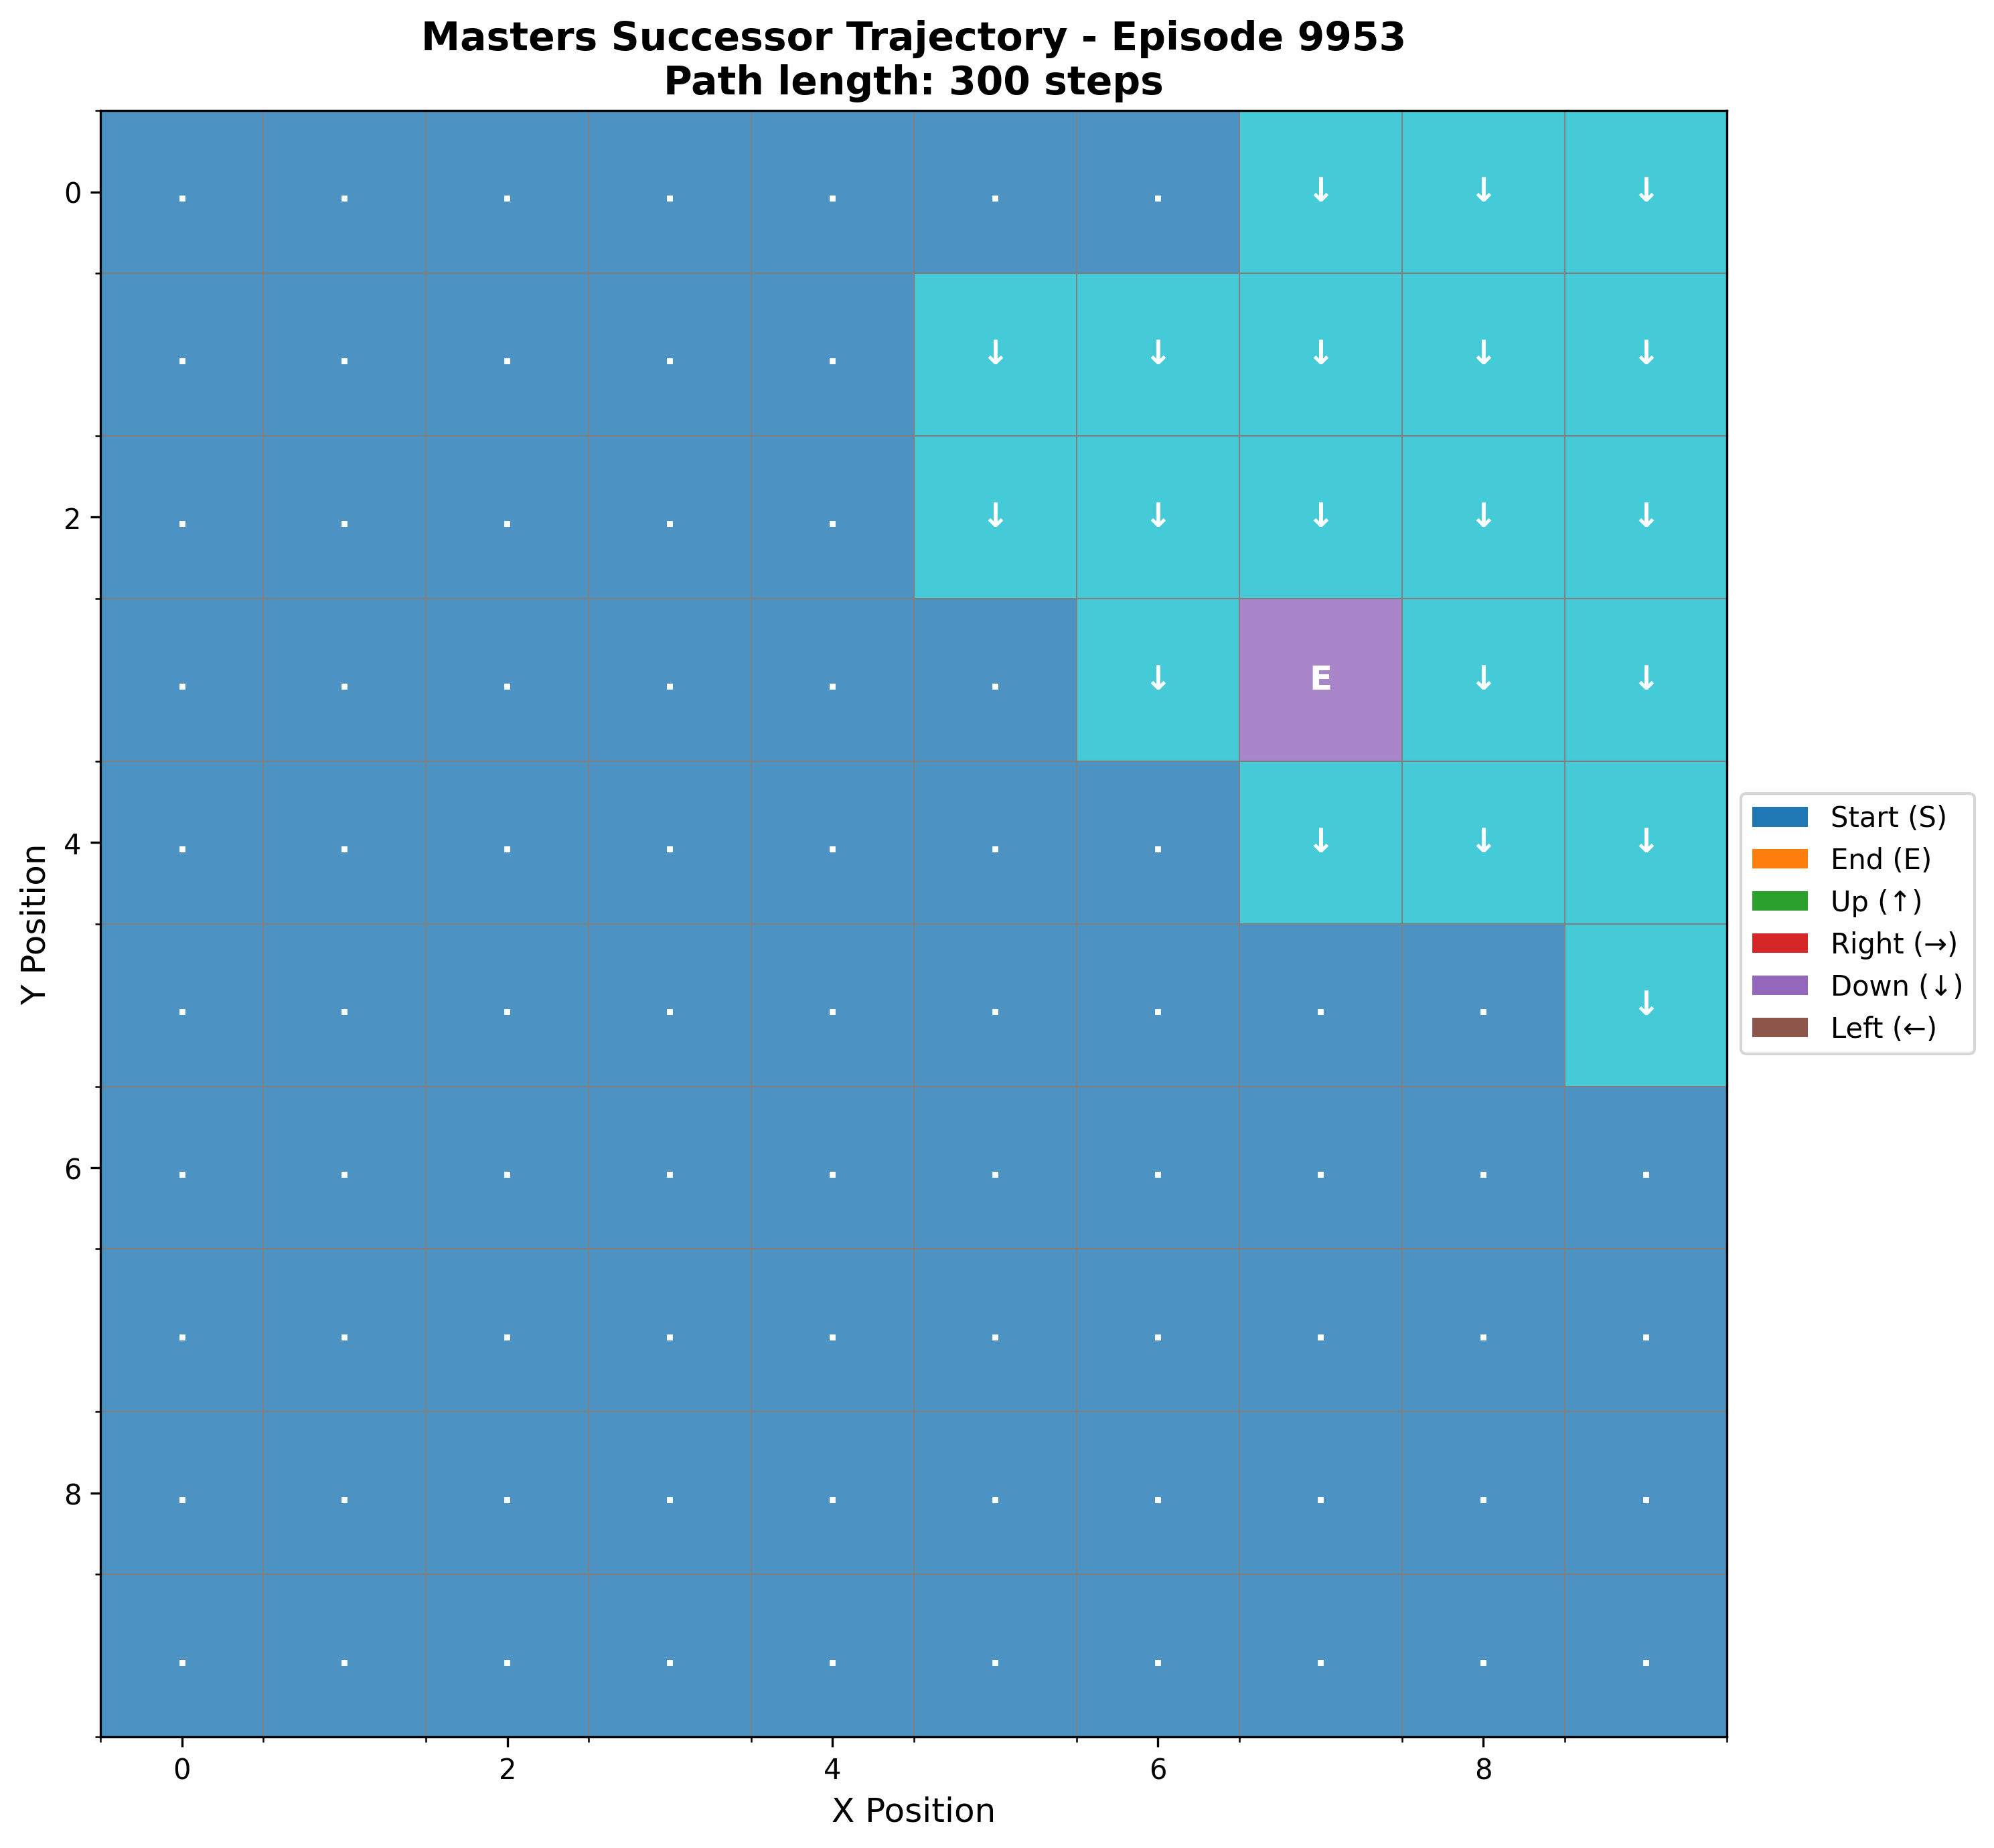 Masters Successor Trajectory - Episode 9953
Path length: 300 steps
. . . . . . . ↓ ↓ ↓
. . . . . ↓ ↓ ↓ ↓ ↓
. . . . . ↓ ↓ ↓ ↓ ↓
. . . . . . ↓ E ↓ ↓
. . . . . . . ↓ ↓ ↓
. . . . . . . . . ↓
. . . . . . . . . .
. . . . . . . . . .
. . . . . . . . . .
. . . . . . . . . .
0
2
4
6
8
Y Position
0 2 4 6 8
X Position
Start (S)
End (E)
Up (↑)
Right (→)
Down (↓)
Left (←)